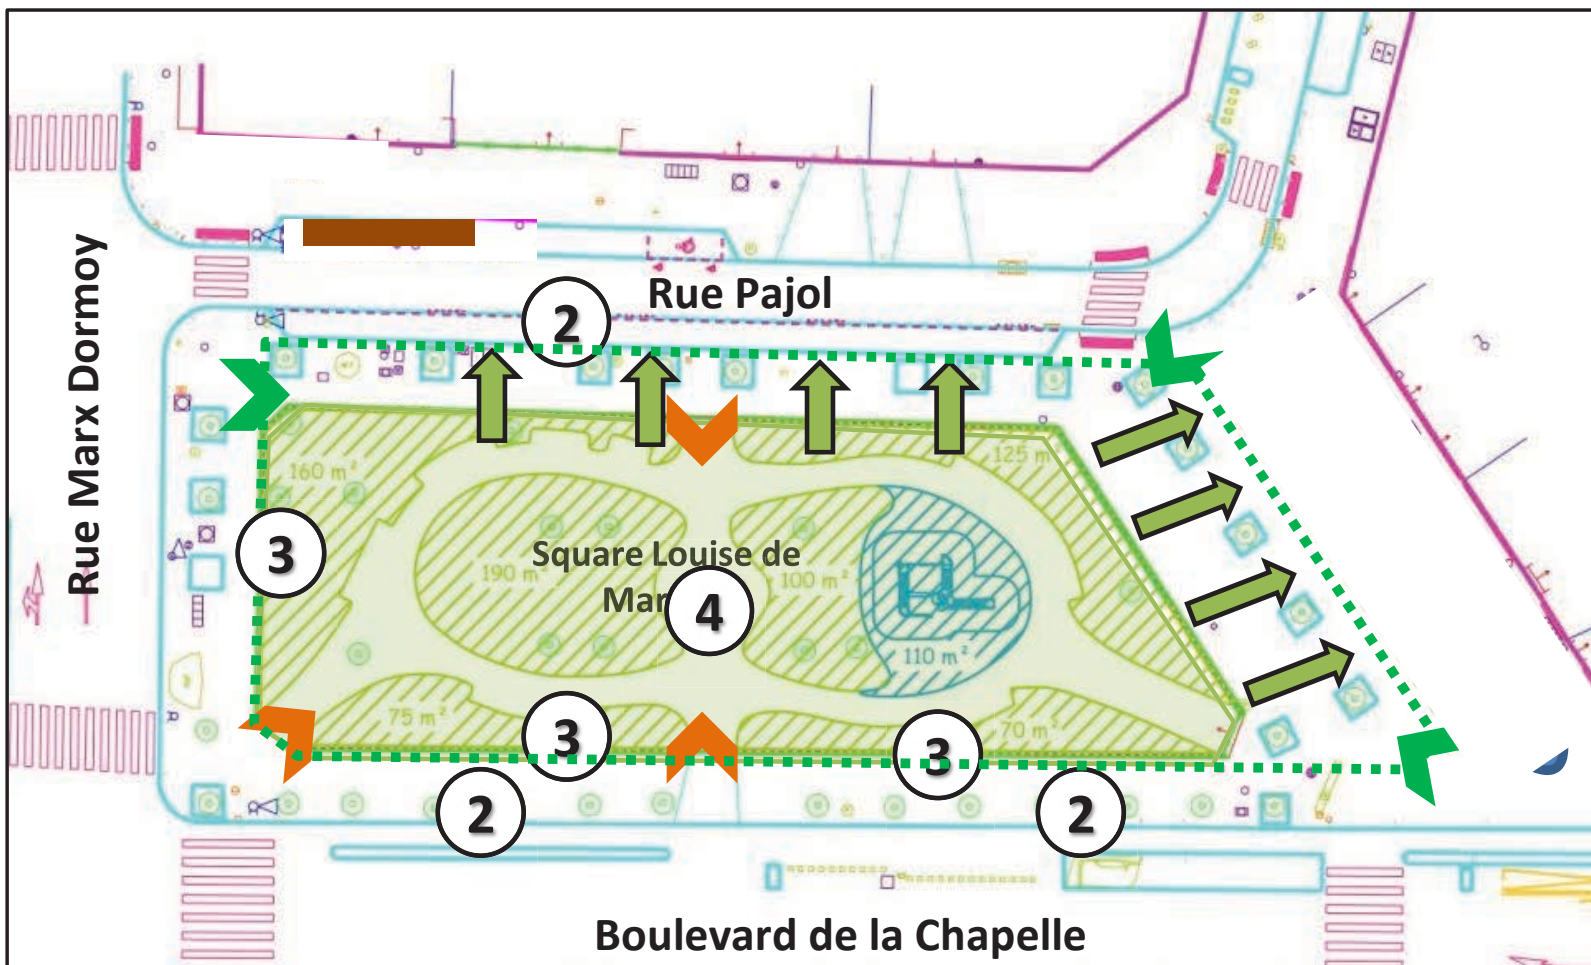 Rue Pajol
2
Rue Marx Dormoy
160 m²
125 m
3
190 m²
Square Louise de
Mar
100 m²
4
110 m²
75 m²
3
70 m²
3
2
2
Boulevard de la Chapelle